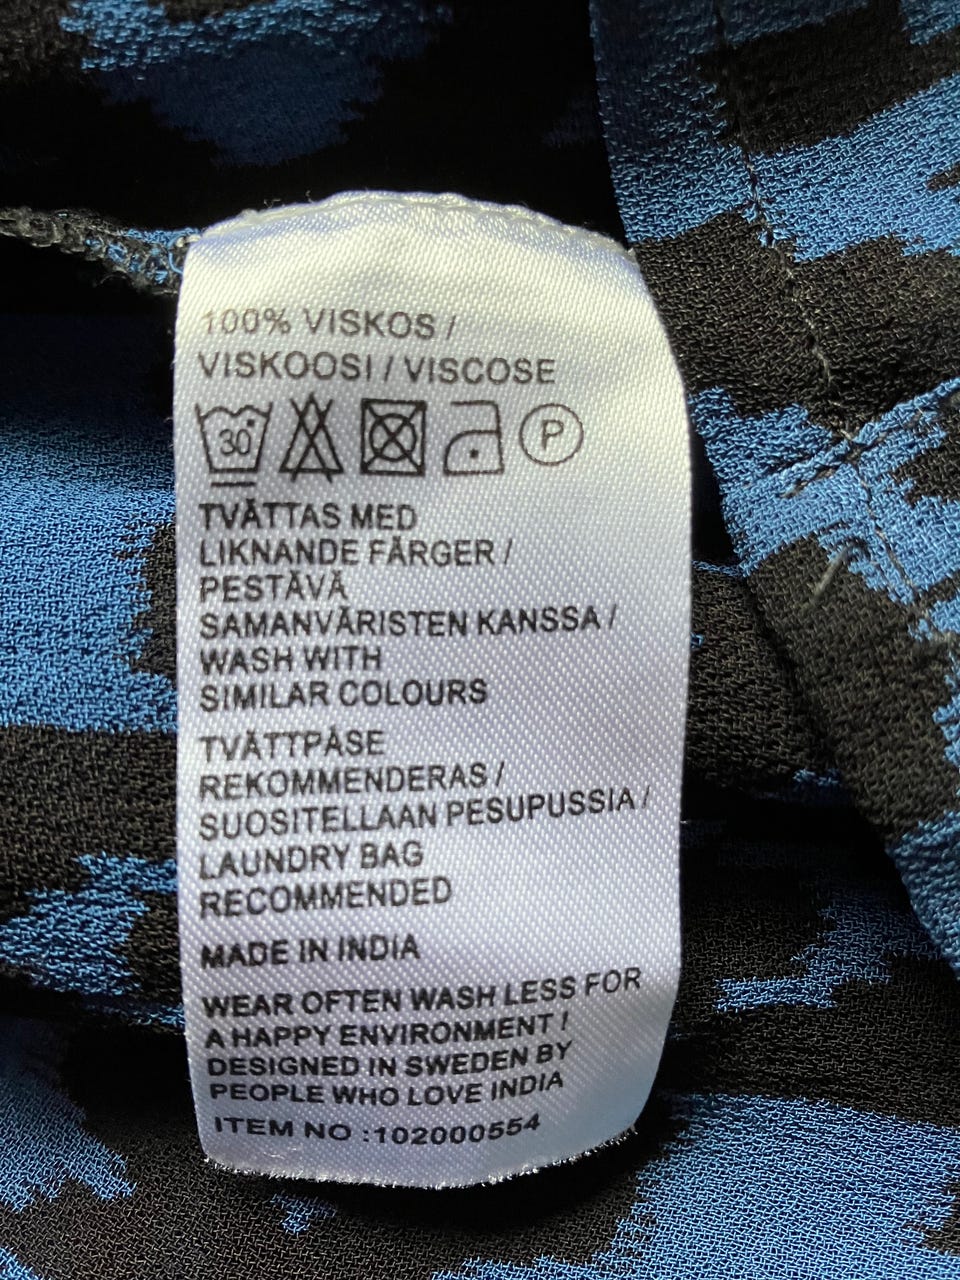 100% VISKOS /
VISKOOSI / VISCOSE
30 P
TVÄTTAS MED
LIKNANDE FÄRGER /
PESTÄVÄ
SAMANVÄRISTEN KANSSA /
WASH WITH
SIMILAR COLOURS
TVÄTTPÅSE
REKOMMENDERAS /
SUOSITELLAAN PESUPUSSIA /
LAUNDRY BAG
RECOMMENDED
MADE IN INDIA
WEAR OFTEN WASH LESS FOR
A HAPPY ENVIRONMENT !
DESIGNED IN SWEDEN BY
PEOPLE WHO LOVE INDIA
ITEM NO :102000554